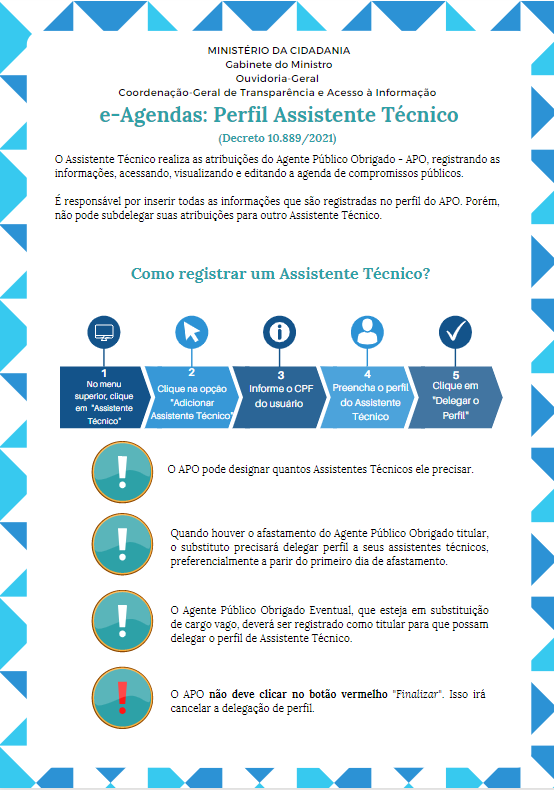 MINISTÉRIO DA CIDADANIA
Gabinete do Ministro
Ouvidoria-Geral
Coordenação-Geral de Transparência e Acesso à Informação
e-Agendas: Perfil Assistente Técnico
(Decreto 10.889/2021)
O Assistente Técnico realiza as atribuições do Agente Público Obrigado - APO, registrando as
informações, acessando, visualizando e editando a agenda de compromissos públicos.
É responsável por inserir todas as informações que são registradas no perfil do APO. Porém,
não pode subdelegar suas atribuições para outro Assistente Técnico.
Como registrar um Assistente Técnico?
1
No menu
superior, clique
em "Assistente
Técnico"
2
Clique na opção
"Adicionar
Assistente Técnico"
3
Informe o CPF
do usuário
4
Preencha o perfil
do Assistente
Técnico
5
Clique em
"Delegar o
Perfil"
O APO pode designar quantos Assistentes Técnicos ele precisar.
Quando houver o afastamento do Agente Público Obrigado titular,
o substituto precisará delegar perfil a seus assistentes técnicos,
preferencialmente a parir do primeiro dia de afastamento.
O Agente Público Obrigado Eventual, que esteja em substituição
de cargo vago, deverá ser registrado como titular para que possam
delegar o perfil de Assistente Técnico.
O APO não deve clicar no botão vermelho "Finalizar". Isso irá
cancelar a delegação de perfil.